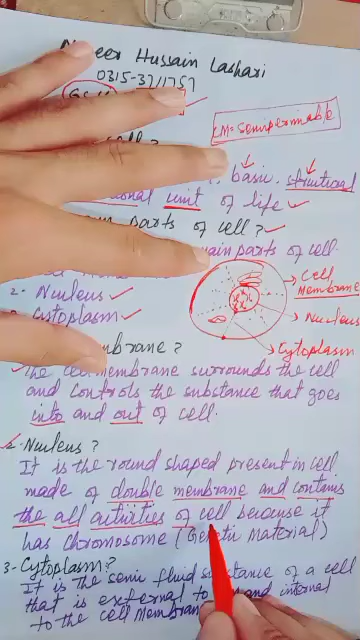 Hussain Lashari
0315-3711757
CM= Semipermiable
cell?
basic structural
unit of life
parts of cell?
main parts of cell.
Cell
Membrane
2- Nucleus
Nucleus
Cytoplasm
Cytoplasm
membrane?
The cell membrane surrounds the cell
and controls the substance that goes
into and out of cell.
2- Nucleus?
It is the round shaped present in cell
made of double membrane and contains
the all activities of cell because it
has chromosome (Genetic Material)
3- Cytoplasm?
It is the semi fluid substance of a cell
that is external to and internal
to the cell membran